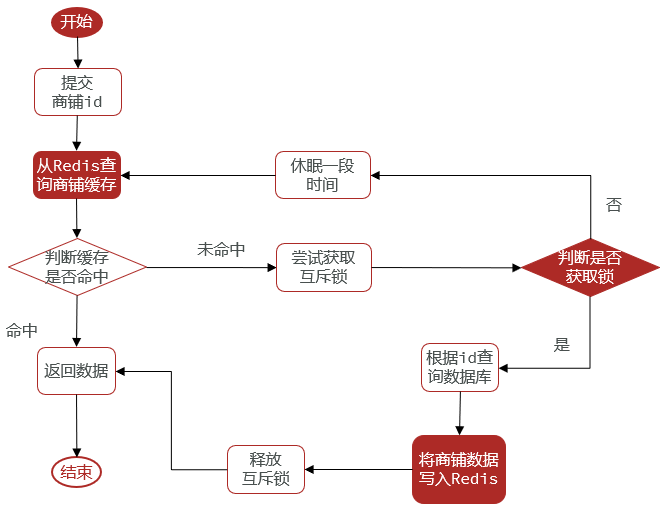 开始
提交
商铺id
从Redis查
询商铺缓存
休眠一段
时间
否
判断缓存
是否命中
未命中
尝试获取
互斥锁
判断是否
获取锁
命中
是
返回数据
根据id查
询数据库
结束
释放
互斥锁
将商铺数据
写入Redis